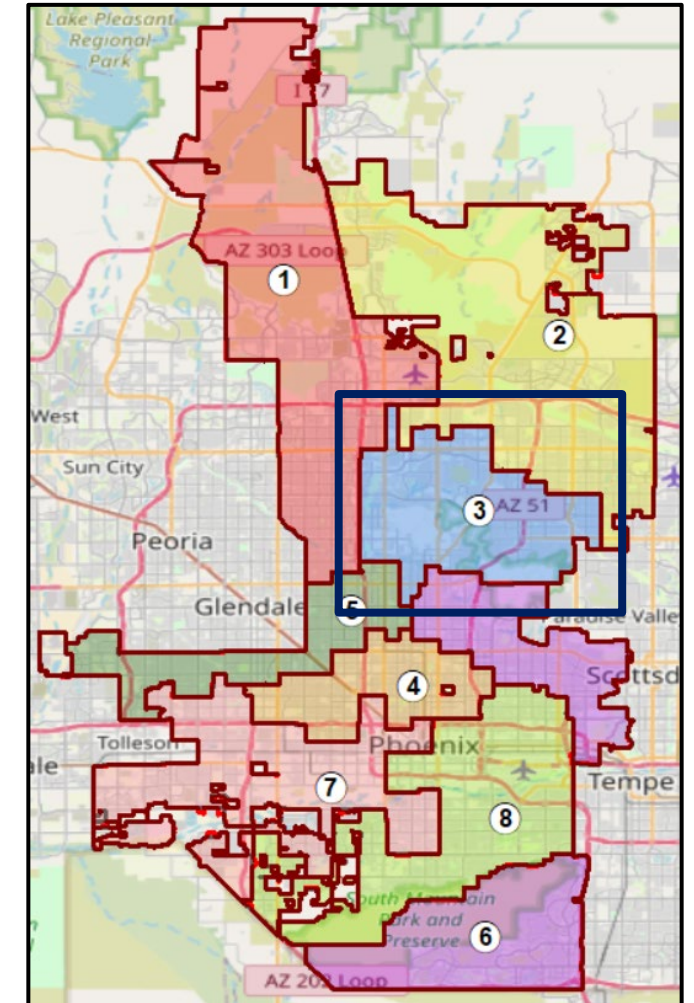 Lake Pleasant
Regional
Park
I 17
AZ 303 Loop
1
2
West
Sun City
3
AZ 51
Peoria
Glendale
5
Paradise Valle
4
Scottsd
Tolleson
Phoenix
ale
7
Tempe
8
South Mountain
Park and
Preserve
6
AZ 202 Loop